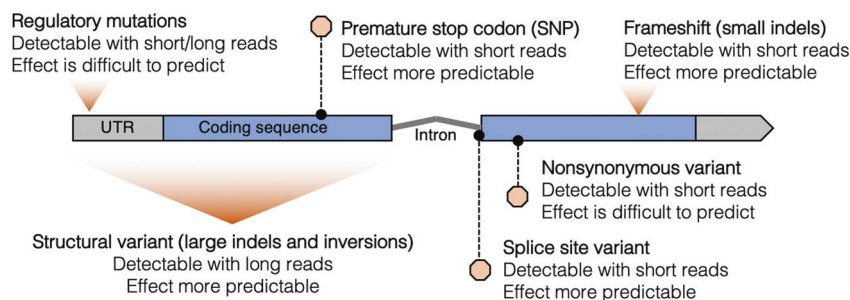 Regulatory mutations
Detectable with short/long reads
Effect is difficult to predict
Premature stop codon (SNP)
Detectable with short reads
Effect more predictable
Frameshift (small indels)
Detectable with short reads
Effect more predictable
UTR
Coding sequence
Intron
Nonsynonymous variant
Detectable with short reads
Effect is difficult to predict
Structural variant (large indels and inversions)
Detectable with long reads
Effect more predictable
Splice site variant
Detectable with short reads
Effect more predictable